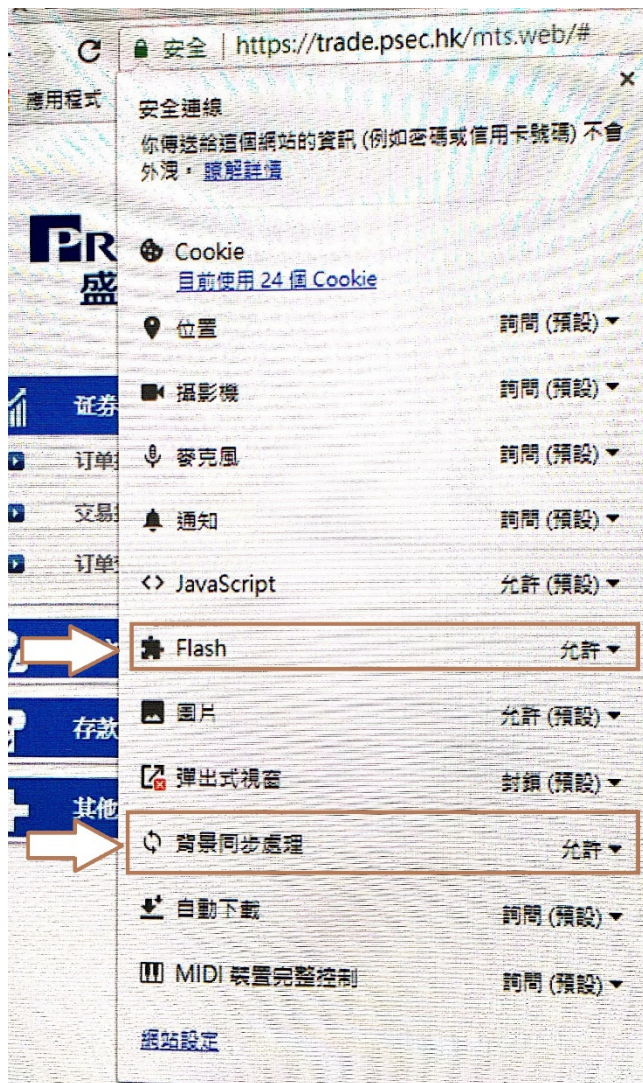 安全 | https://trade.psec.hk/mts.web/#
應用程式
安全連線
你傳送給這個網站的資訊 (例如密碼或信用卡號碼) 不會
外洩。 瞭解詳情
PR
盛
Cookie
目前使用 24 個 Cookie
位置 詢問 (預設)
攝影機 詢問 (預設)
证券
麥克風 詢問 (預設)
订单
通知 詢問 (預設)
交易
JavaScript 允許 (預設)
订单
Flash 允許
圖片 允許 (預設)
存款
彈出式視窗 封鎖 (預設)
其他
背景同步處理 允許
自動下載 詢問 (預設)
MIDI 裝置完整控制 詢問 (預設)
網站設定